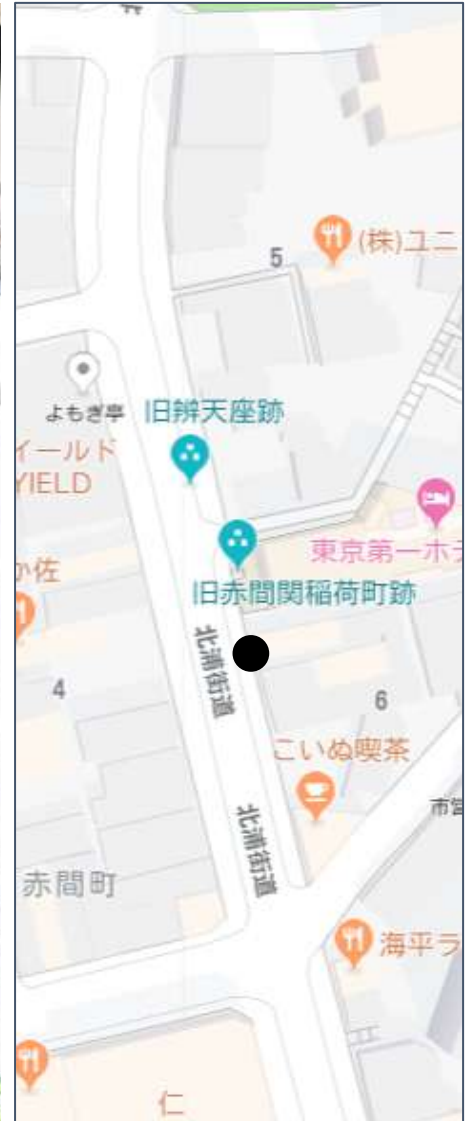 (株)ユニ
5
よもぎ亭
旧辨天座跡
イールド
YIELD
東京第一ホテ
か佐
旧赤間関稲荷町跡
北浦街道
4
6
こいぬ喫茶
市営
北浦街道
赤間町
海平ラ
仁